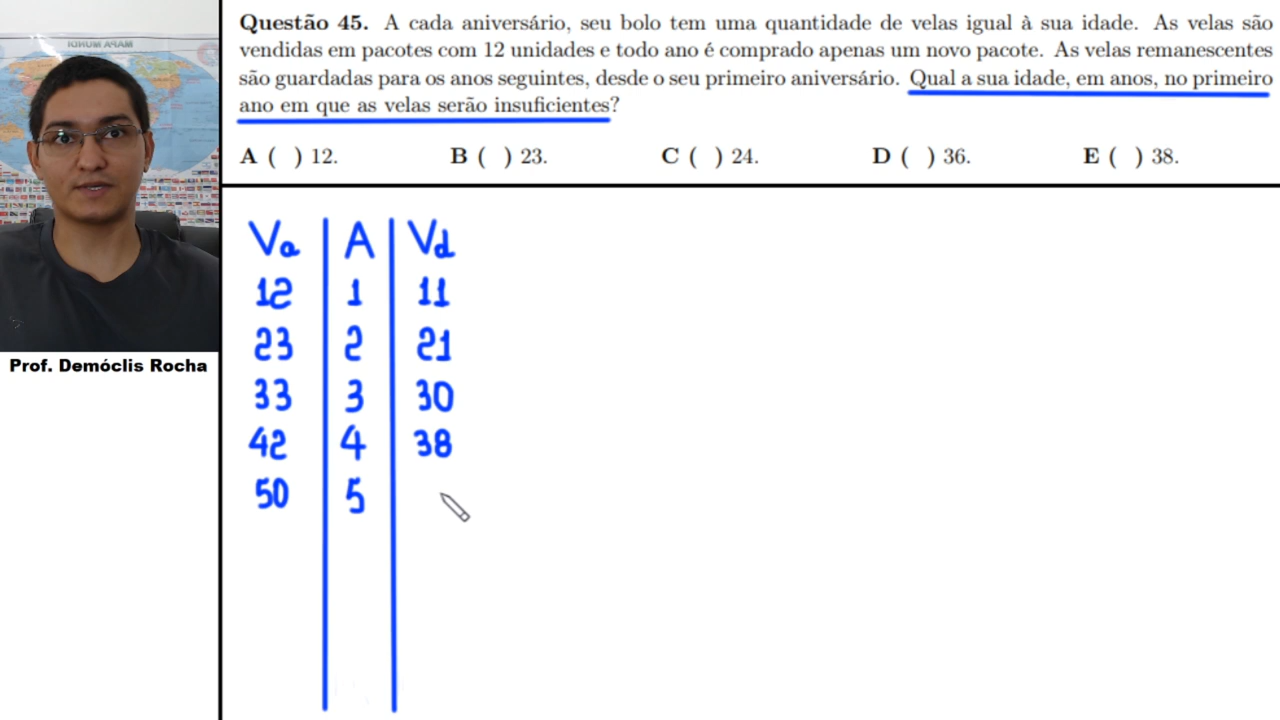 MAPA MUNDI
Questão 45. A cada aniversário, seu bolo tem uma quantidade de velas igual à sua idade. As velas são
vendidas em pacotes com 12 unidades e todo ano é comprado apenas um novo pacote. As velas remanescentes
são guardadas para os anos seguintes, desde o seu primeiro aniversário. Qual a sua idade, em anos, no primeiro
ano em que as velas serão insuficientes?
A ( ) 12. B ( ) 23. C ( ) 24. D ( ) 36. E ( ) 38.
Prof. Demóclis Rocha
Va A Vd
12 1 11
23 2 21
33 3 30
42 4 38
50 5